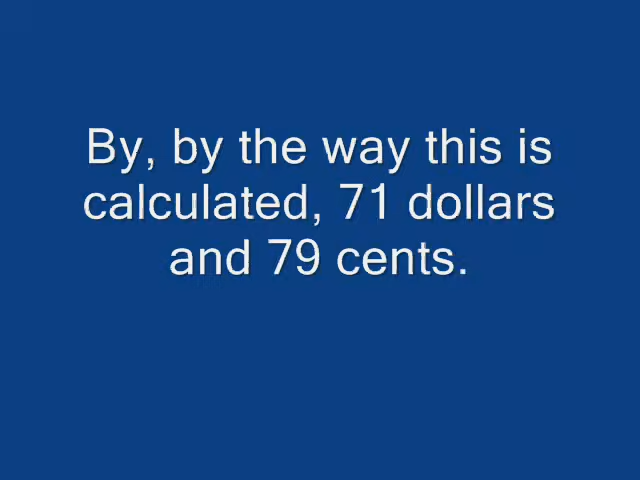 By, by the way this is
calculated, 71 dollars
and 79 cents.